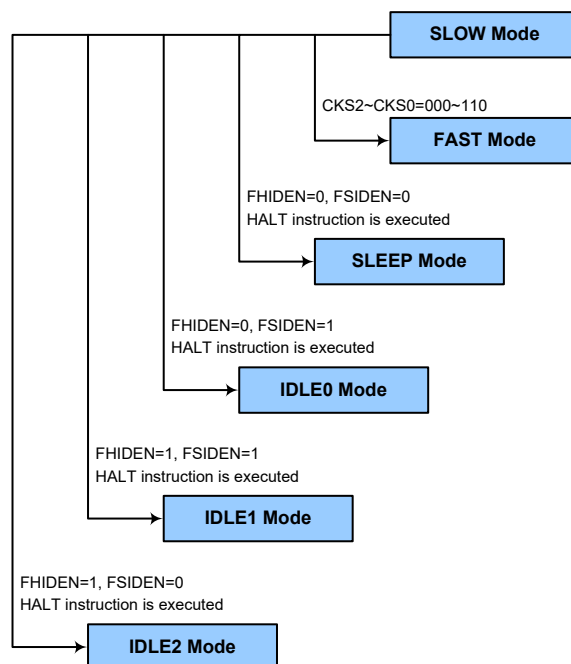 SLOW Mode
CKS2~CKS0=000~110
FAST Mode
FHIDEN=0, FSIDEN=0
HALT instruction is executed
SLEEP Mode
FHIDEN=0, FSIDEN=1
HALT instruction is executed
IDLE0 Mode
FHIDEN=1, FSIDEN=1
HALT instruction is executed
IDLE1 Mode
FHIDEN=1, FSIDEN=0
HALT instruction is executed
IDLE2 Mode